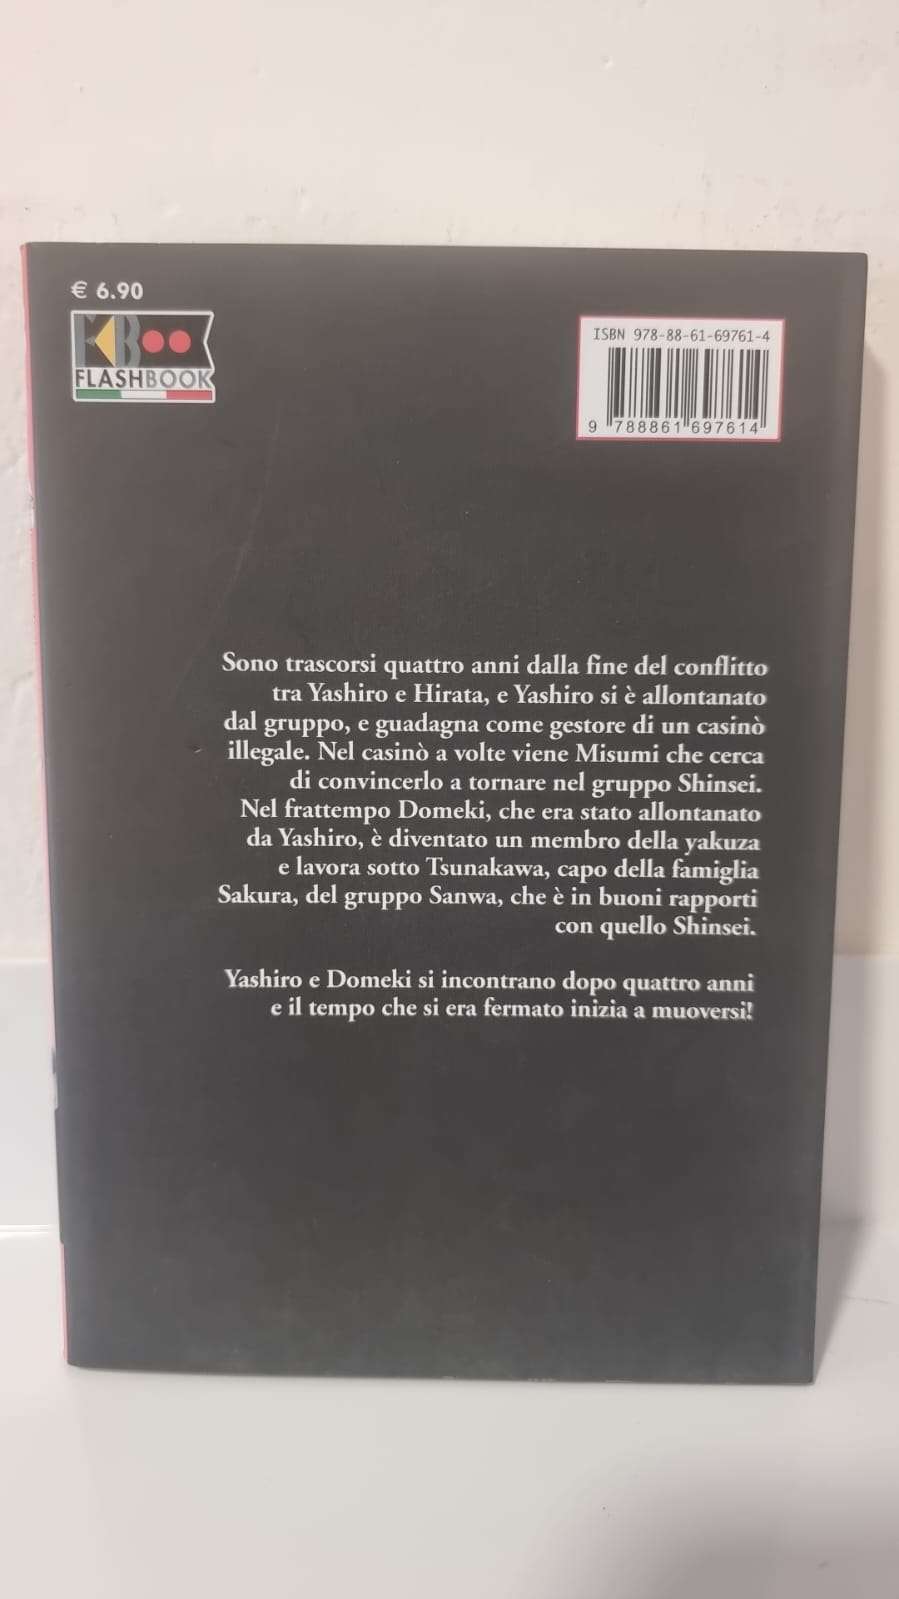 € 6.90
FB
FLASHBOOK
ISBN 978-88-61-69761-4
9 788861 697614
Sono trascorsi quattro anni dalla fine del conflitto
tra Yashiro e Hirata, e Yashiro si è allontanato
dal gruppo, e guadagna come gestore di un casinò
illegale. Nel casinò a volte viene Misumi che cerca
di convincerlo a tornare nel gruppo Shinsei.
Nel frattempo Domeki, che era stato allontanato
da Yashiro, è diventato un membro della yakuza
e lavora sotto Tsunakawa, capo della famiglia
Sakura, del gruppo Sanwa, che è in buoni rapporti
con quello Shinsei.
Yashiro e Domeki si incontrano dopo quattro anni
e il tempo che si era fermato inizia a muoversi!